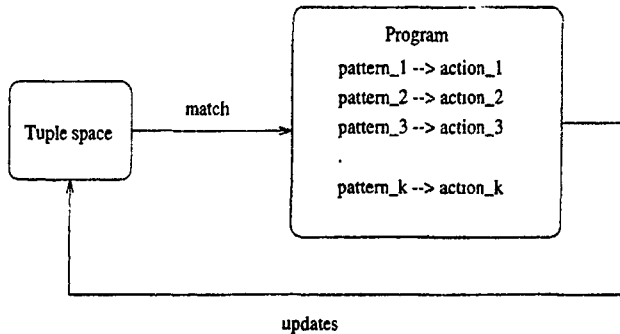 Program
pattern_1 --> action_1
pattern_2 --> action_2
match
pattern_3 --> action_3
Tuple space
.
pattern_k --> action_k
updates